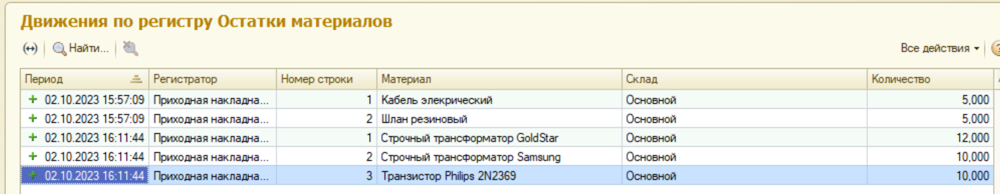 Движения по регистру Остатки материалов
Найти... Все действия
Период Регистратор Номер строки Материал Склад Количество
02.10.2023 15:57:09 Приходная накладна... 1 Кабель элекрический Основной 5,000
02.10.2023 15:57:09 Приходная накладна... 2 Шлан резиновый Основной 5,000
02.10.2023 16:11:44 Приходная накладна... 1 Строчный трансформатор GoldStar Основной 12,000
02.10.2023 16:11:44 Приходная накладна... 2 Строчный трансформатор Samsung Основной 10,000
02.10.2023 16:11:44 Приходная накладна... 3 Транзистор Philips 2N2369 Основной 10,000